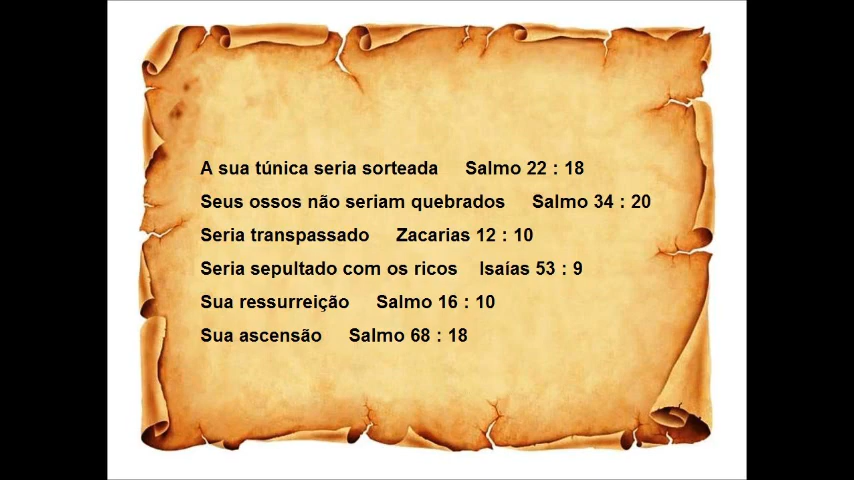 A sua túnica seria sorteada Salmo 22 : 18
Seus ossos não seriam quebrados Salmo 34 : 20
Seria transpassado Zacarias 12 : 10
Seria sepultado com os ricos Isaías 53 : 9
Sua ressurreição Salmo 16 : 10
Sua ascensão Salmo 68 : 18